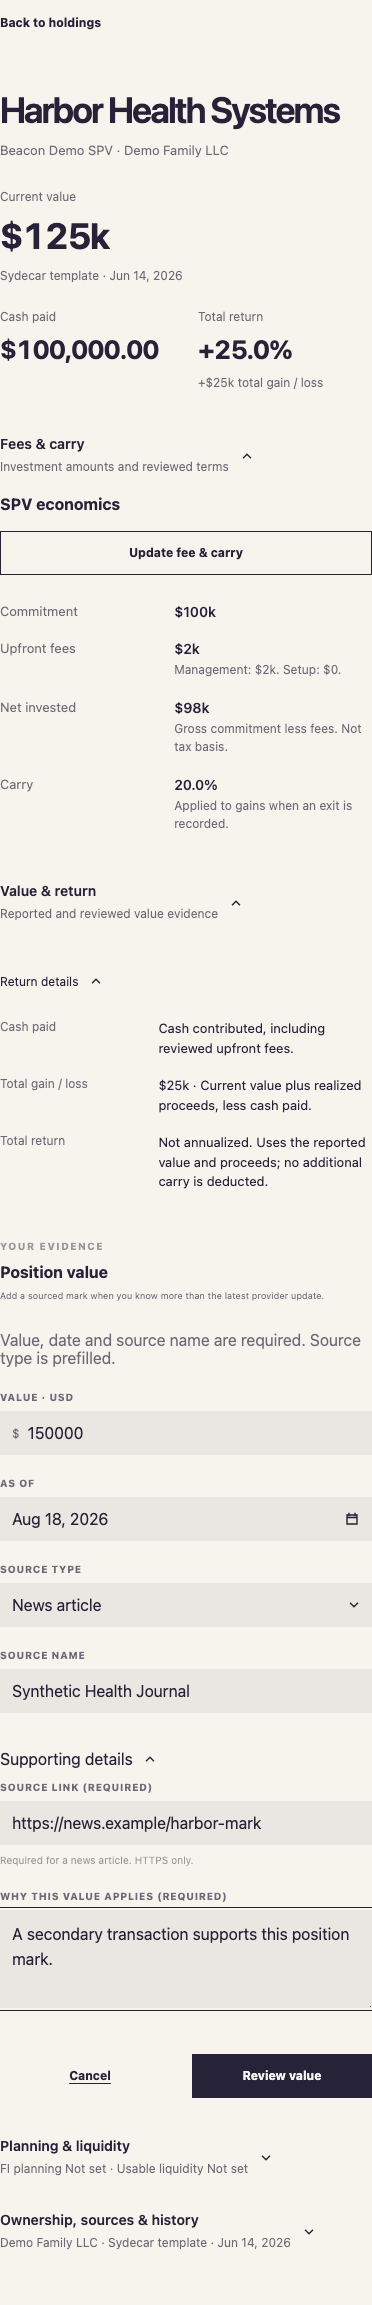 Back to holdings
Harbor Health Systems
Beacon Demo SPV · Demo Family LLC
Current value
$125k
Sydecar template · Jun 14, 2026
Cash paid
$100,000.00
Total return
+25.0%
+$25k total gain / loss
Fees & carry
Investment amounts and reviewed terms
SPV economics
Update fee & carry
Commitment
$100k
Upfront fees
$2k
Management: $2k. Setup: $0.
Net invested
$98k
Gross commitment less fees. Not
tax basis.
Carry
20.0%
Applied to gains when an exit is
recorded.
Value & return
Reported and reviewed value evidence
Return details
Cash paid
Cash contributed, including
reviewed upfront fees.
Total gain / loss
$25k · Current value plus realized
proceeds, less cash paid.
Total return
Not annualized. Uses the reported
value and proceeds; no additional
carry is deducted.
YOUR EVIDENCE
Position value
Add a sourced mark when you know more than the latest provider update.
Value, date and source name are required. Source
type is prefilled.
VALUE · USD
$ 150000
AS OF
Aug 18, 2026
SOURCE TYPE
News article
SOURCE NAME
Synthetic Health Journal
Supporting details
SOURCE LINK (REQUIRED)
https://news.example/harbor-mark
Required for a news article. HTTPS only.
WHY THIS VALUE APPLIES (REQUIRED)
A secondary transaction supports this position
mark.
Cancel
Review value
Planning & liquidity
FI planning Not set · Usable liquidity Not set
Ownership, sources & history
Demo Family LLC · Sydecar template · Jun 14, 2026